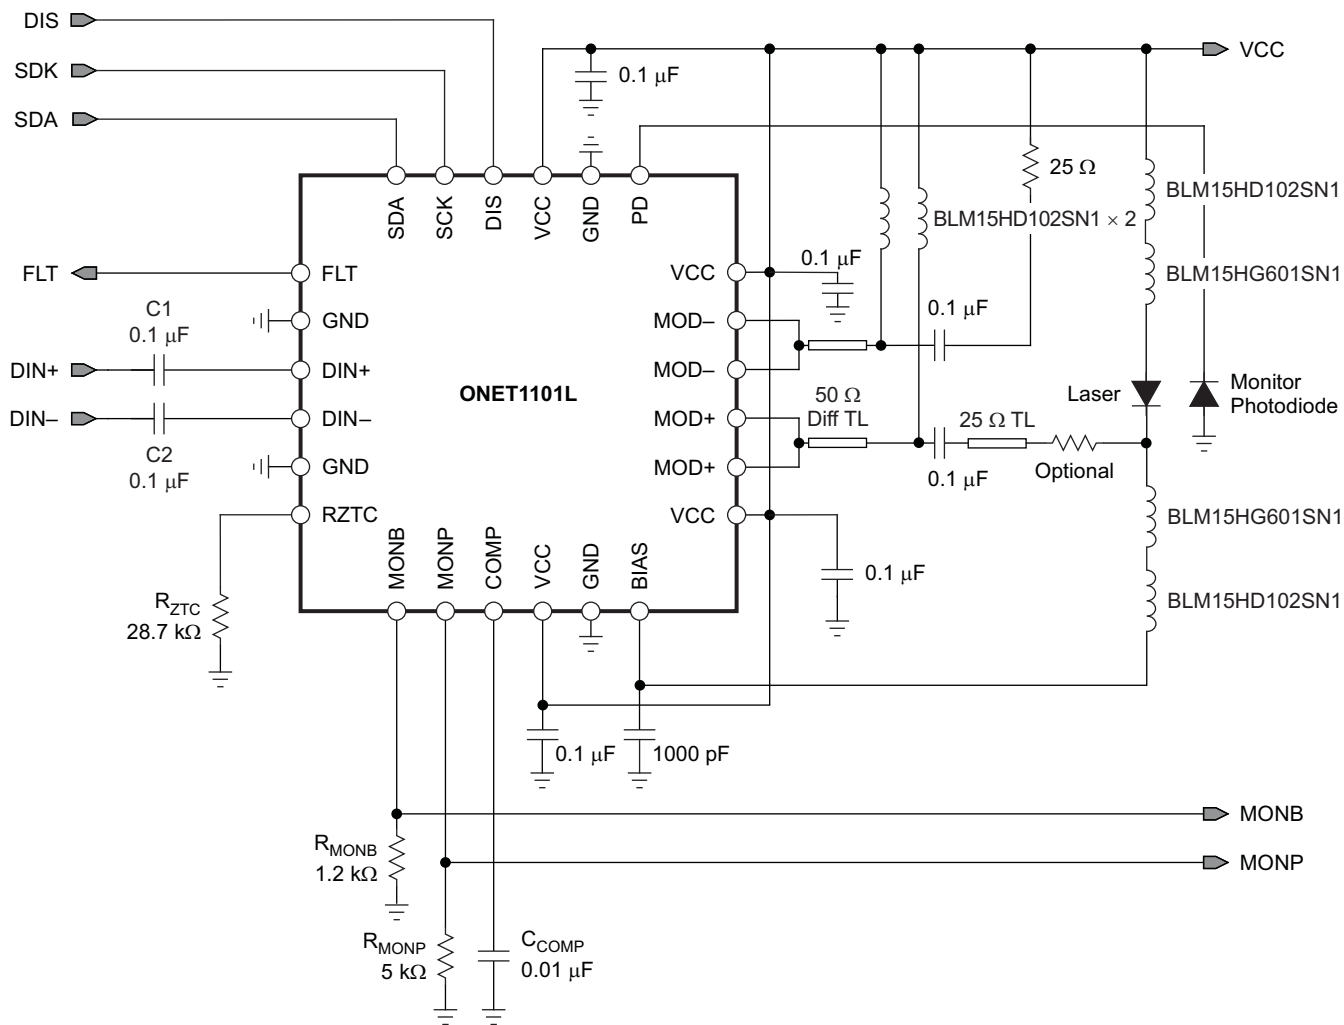 DIS
SDK
SDA
VCC
0.1 µF
25 Ω
BLM15HD102SN1
BLM15HD102SN1 × 2
BLM15HG601SN1
SDA
SCK
DIS
VCC
GND
PD
FLT
FLT
VCC
0.1 µF
C1
0.1 µF
GND
MOD–
0.1 µF
DIN+
DIN+
MOD–
ONET1101L
50 Ω
Diff TL
25 Ω TL
Laser
Monitor
Photodiode
DIN–
DIN–
MOD+
C2
0.1 µF
GND
MOD+
0.1 µF
Optional
RZTC
VCC
BLM15HG601SN1
MONB
MONP
COMP
VCC
GND
BIAS
0.1 µF
BLM15HD102SN1
RZTC
28.7 kΩ
0.1 µF
1000 pF
MONB
RMONB
1.2 kΩ
MONP
RMONP
5 kΩ
CCOMP
0.01 µF